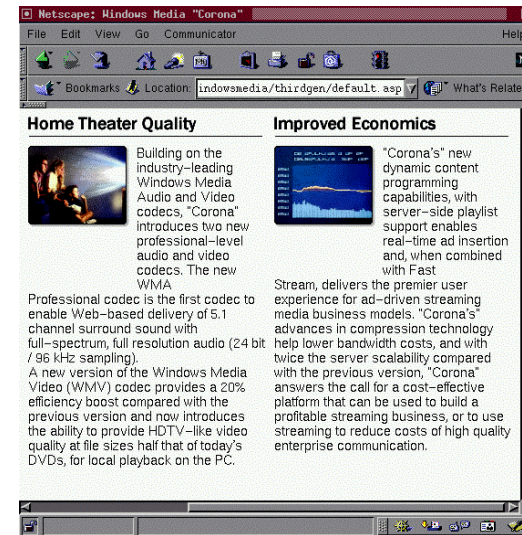 Netscape: Windows Media "Corona"
File Edit View Go Communicator Help
Bookmarks Location: indowsmedia/thirdgen/default.asp What's Relate
Home Theater Quality
Building on the
industry-leading
Windows Media
Audio and Video
codecs, "Corona"
introduces two new
professional-level
audio and video
codecs. The new
WMA
Professional codec is the first codec to
enable Web-based delivery of 5.1
channel surround sound with
full-spectrum, full resolution audio (24 bit
/ 96 kHz sampling).
A new version of the Windows Media
Video (WMV) codec provides a 20%
efficiency boost compared with the
previous version and now introduces
the ability to provide HDTV-like video
quality at file sizes half that of today's
DVDs, for local playback on the PC.
Improved Economics
"Corona's" new
dynamic content
programming
capabilities, with
server-side playlist
support enables
real-time ad insertion
and, when combined
with Fast
Stream, delivers the premier user
experience for ad-driven streaming
media business models. "Corona's"
advances in compression technology
help lower bandwidth costs, and with
twice the server scalability compared
with the previous version, "Corona"
answers the call for a cost-effective
platform that can be used to build a
profitable streaming business, or to use
streaming to reduce costs of high quality
enterprise communication.